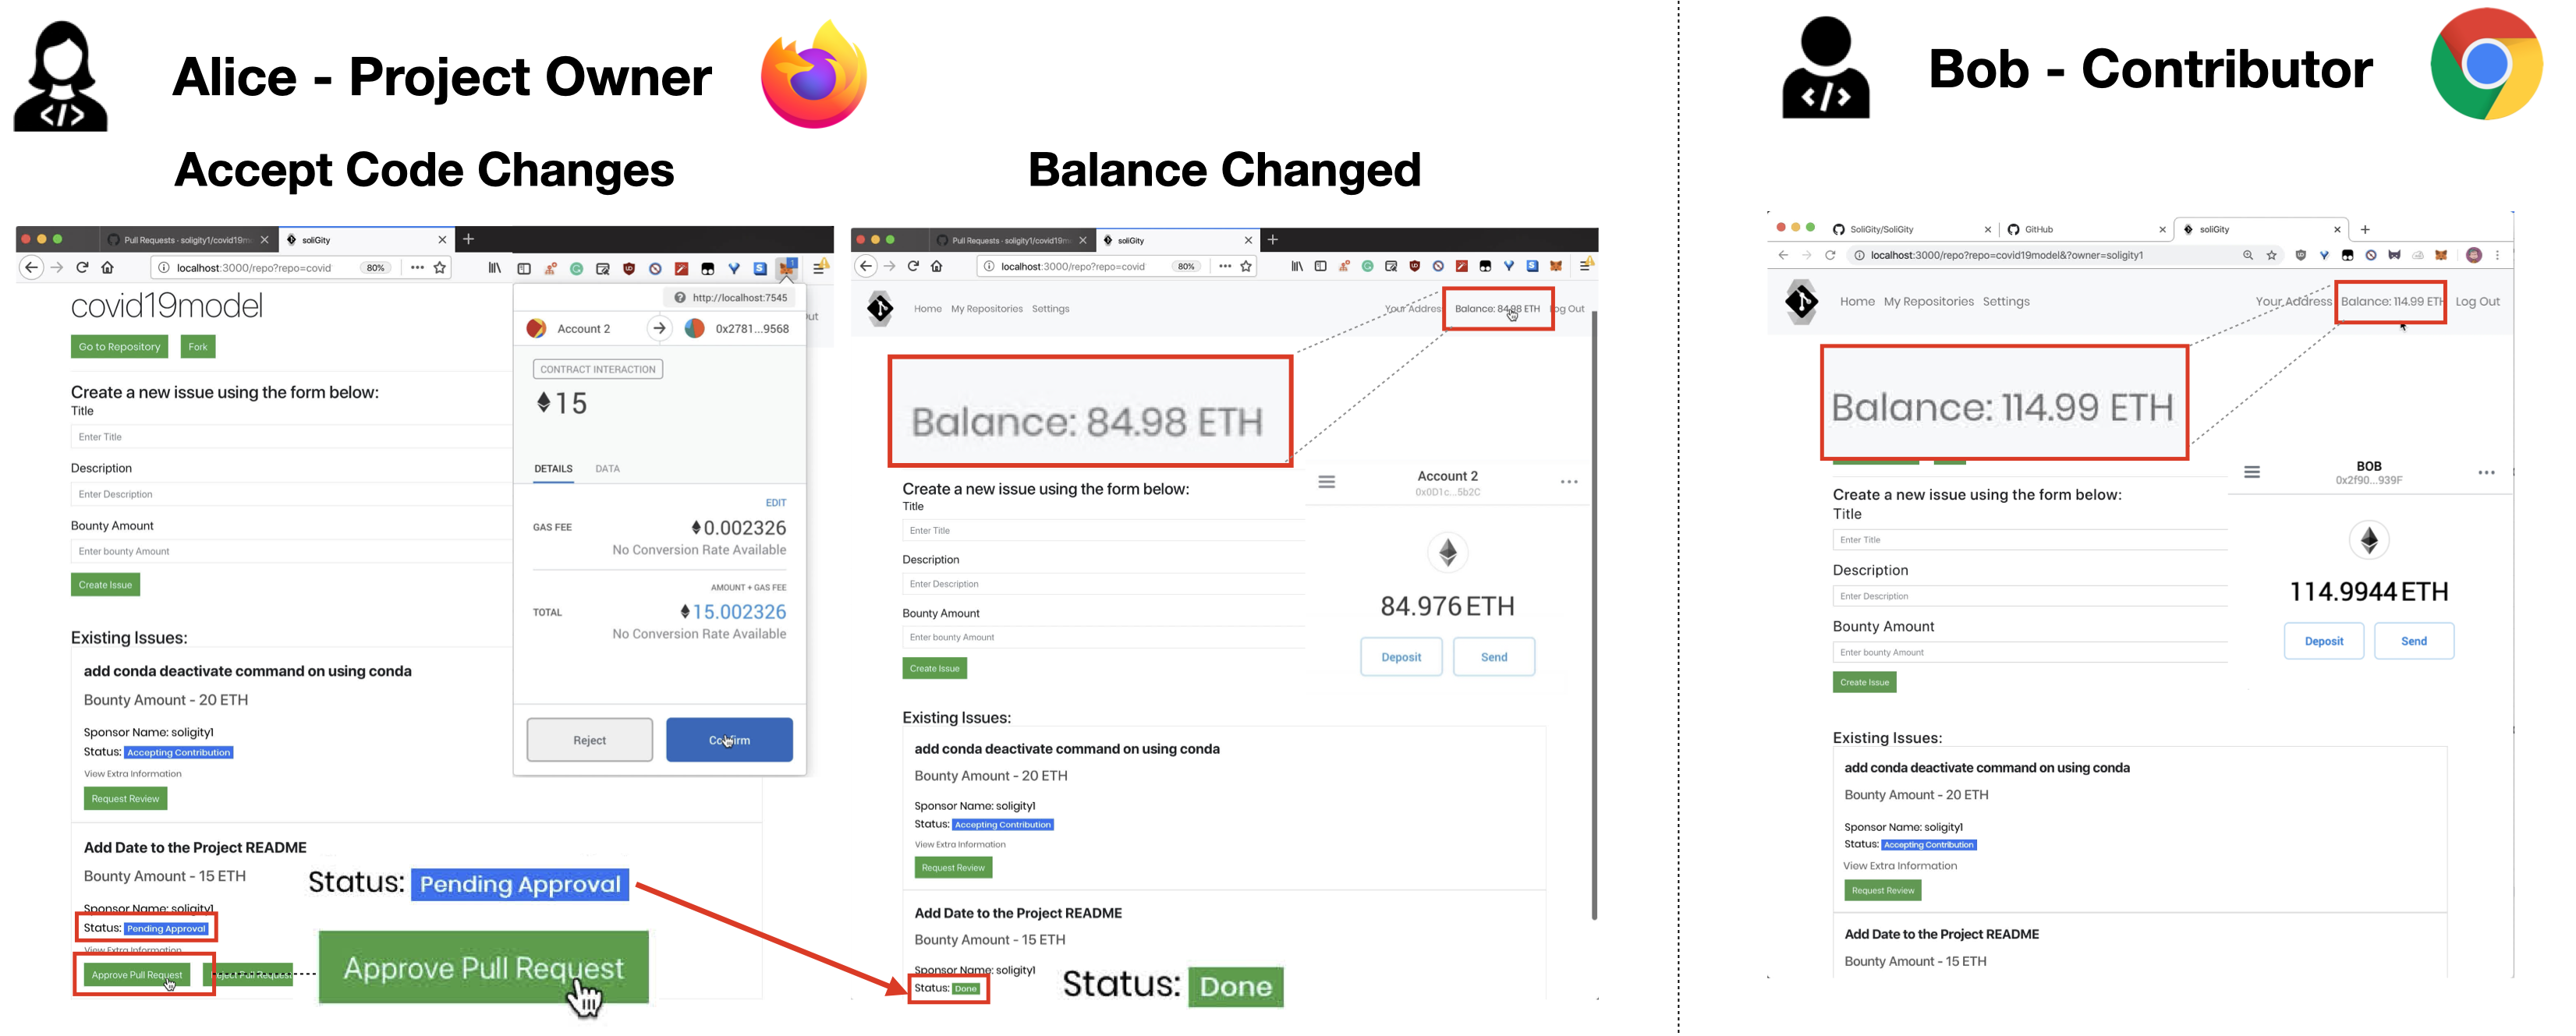 Alice - Project Owner
Accept Code Changes
Balance Changed
Pull Requests · soligity1/covid19m
soliGity
localhost:3000/repo?repo=covid
80%
covid19model
Go to Repository
Fork
Create a new issue using the form below:
Title
Enter Title
Description
Enter Description
Bounty Amount
Enter bounty Amount
Create Issue
Existing Issues:
add conda deactivate command on using conda
Bounty Amount - 20 ETH
Sponsor Name: soligity1
Status: Accepting Contribution
View Extra Information
Request Review
Add Date to the Project README
Bounty Amount - 15 ETH
Sponsor Name: soligity1
Status: Pending Approval
View Extra Information
Approve Pull Request
Reject Pull Request
Status: Pending Approval
Approve Pull Request
http://localhost:7545
Account 2
0x2781...9568
CONTRACT INTERACTION
15
DETAILS
DATA
EDIT
GAS FEE
0.002326
No Conversion Rate Available
AMOUNT + GAS FEE
TOTAL
15.002326
No Conversion Rate Available
Reject
Confirm
Pull Requests · soligity1/covid19m
soliGity
localhost:3000/repo?repo=covid
80%
Home My Repositories Settings
Your Address
Balance: 84.98 ETH
Log Out
Balance: 84.98 ETH
Create a new issue using the form below:
Title
Enter Title
Description
Enter Description
Bounty Amount
Enter bounty Amount
Create Issue
Account 2
0x0D1c...5b2C
84.976 ETH
Deposit
Send
Existing Issues:
add conda deactivate command on using conda
Bounty Amount - 20 ETH
Sponsor Name: soligity1
Status: Accepting Contribution
View Extra Information
Request Review
Add Date to the Project README
Bounty Amount - 15 ETH
Sponsor Name: soligity1
Status: Done
Status: Done
Bob - Contributor
SoliGity/SoliGity
GitHub
soliGity
localhost:3000/repo?repo=covid19model&?owner=soligity1
Home My Repositories Settings
Your Address
Balance: 114.99 ETH
Log Out
Balance: 114.99 ETH
Create a new issue using the form below:
Title
Enter Title
Description
Enter Description
Bounty Amount
Enter bounty Amount
Create Issue
BOB
0x2f90...939F
114.9944 ETH
Deposit
Send
Existing Issues:
add conda deactivate command on using conda
Bounty Amount - 20 ETH
Sponsor Name: soligity1
Status: Accepting Contribution
View Extra Information
Request Review
Add Date to the Project README
Bounty Amount - 15 ETH